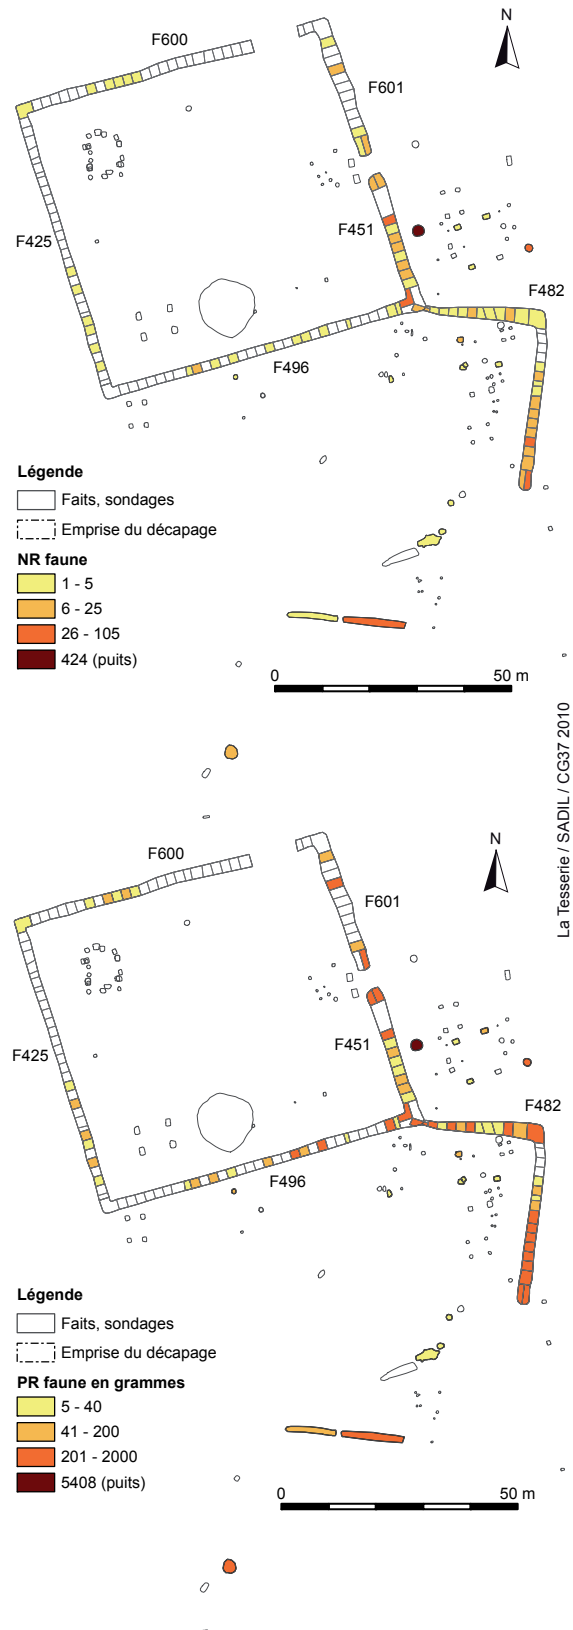 N
F600
F601
F425
F451
F482
F496
Légende
Faits, sondages
Emprise du décapage
NR faune
1 - 5
6 - 25
26 - 105
424 (puits)
0
50 m
La Tesserie / SADIL / CG37 2010
N
F600
F601
F425
F451
F482
F496
Légende
Faits, sondages
Emprise du décapage
PR faune en grammes
5 - 40
41 - 200
201 - 2000
5408 (puits)
0
50 m